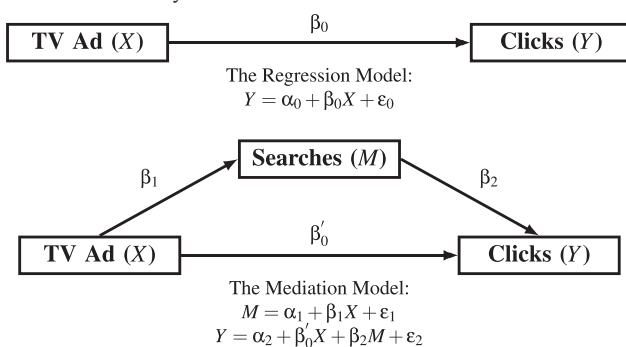 β₀
TV Ad (X)
Clicks (Y)
The Regression Model:
Y = α₀ + β₀X + ε₀
Searches (M)
β₁
β₂
β₀′
TV Ad (X)
Clicks (Y)
The Mediation Model:
M = α₁ + β₁X + ε₁
Y = α₂ + β₀′X + β₂M + ε₂